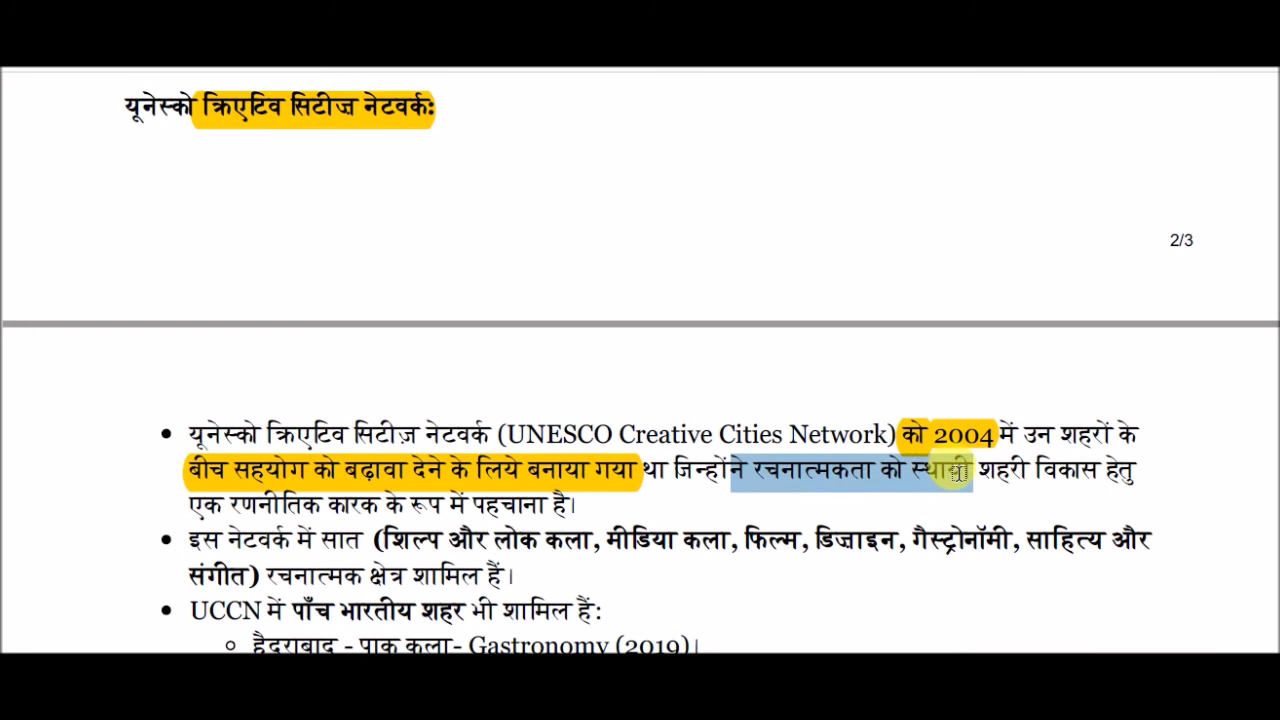 यूनेस्को क्रिएटिव सिटीज नेटवर्क:
2/3
• यूनेस्को क्रिएटिव सिटीज़ नेटवर्क (UNESCO Creative Cities Network) को 2004 में उन शहरों के
बीच सहयोग को बढ़ावा देने के लिये बनाया गया था जिन्होंने रचनात्मकता को स्थायी शहरी विकास हेतु
एक रणनीतिक कारक के रूप में पहचाना है।
• इस नेटवर्क में सात (शिल्प और लोक कला, मीडिया कला, फिल्म, डिज़ाइन, गैस्ट्रोनॉमी, साहित्य और
संगीत) रचनात्मक क्षेत्र शामिल हैं।
• UCCN में पाँच भारतीय शहर भी शामिल हैं:
○ हैदराबाद - पाक कला- Gastronomy (2019)।